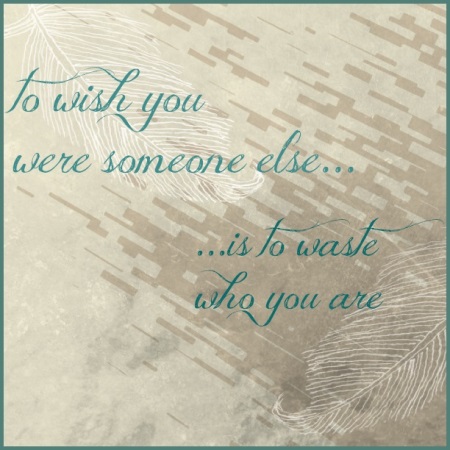 to wish you
were someone else...
...is to waste
who you are